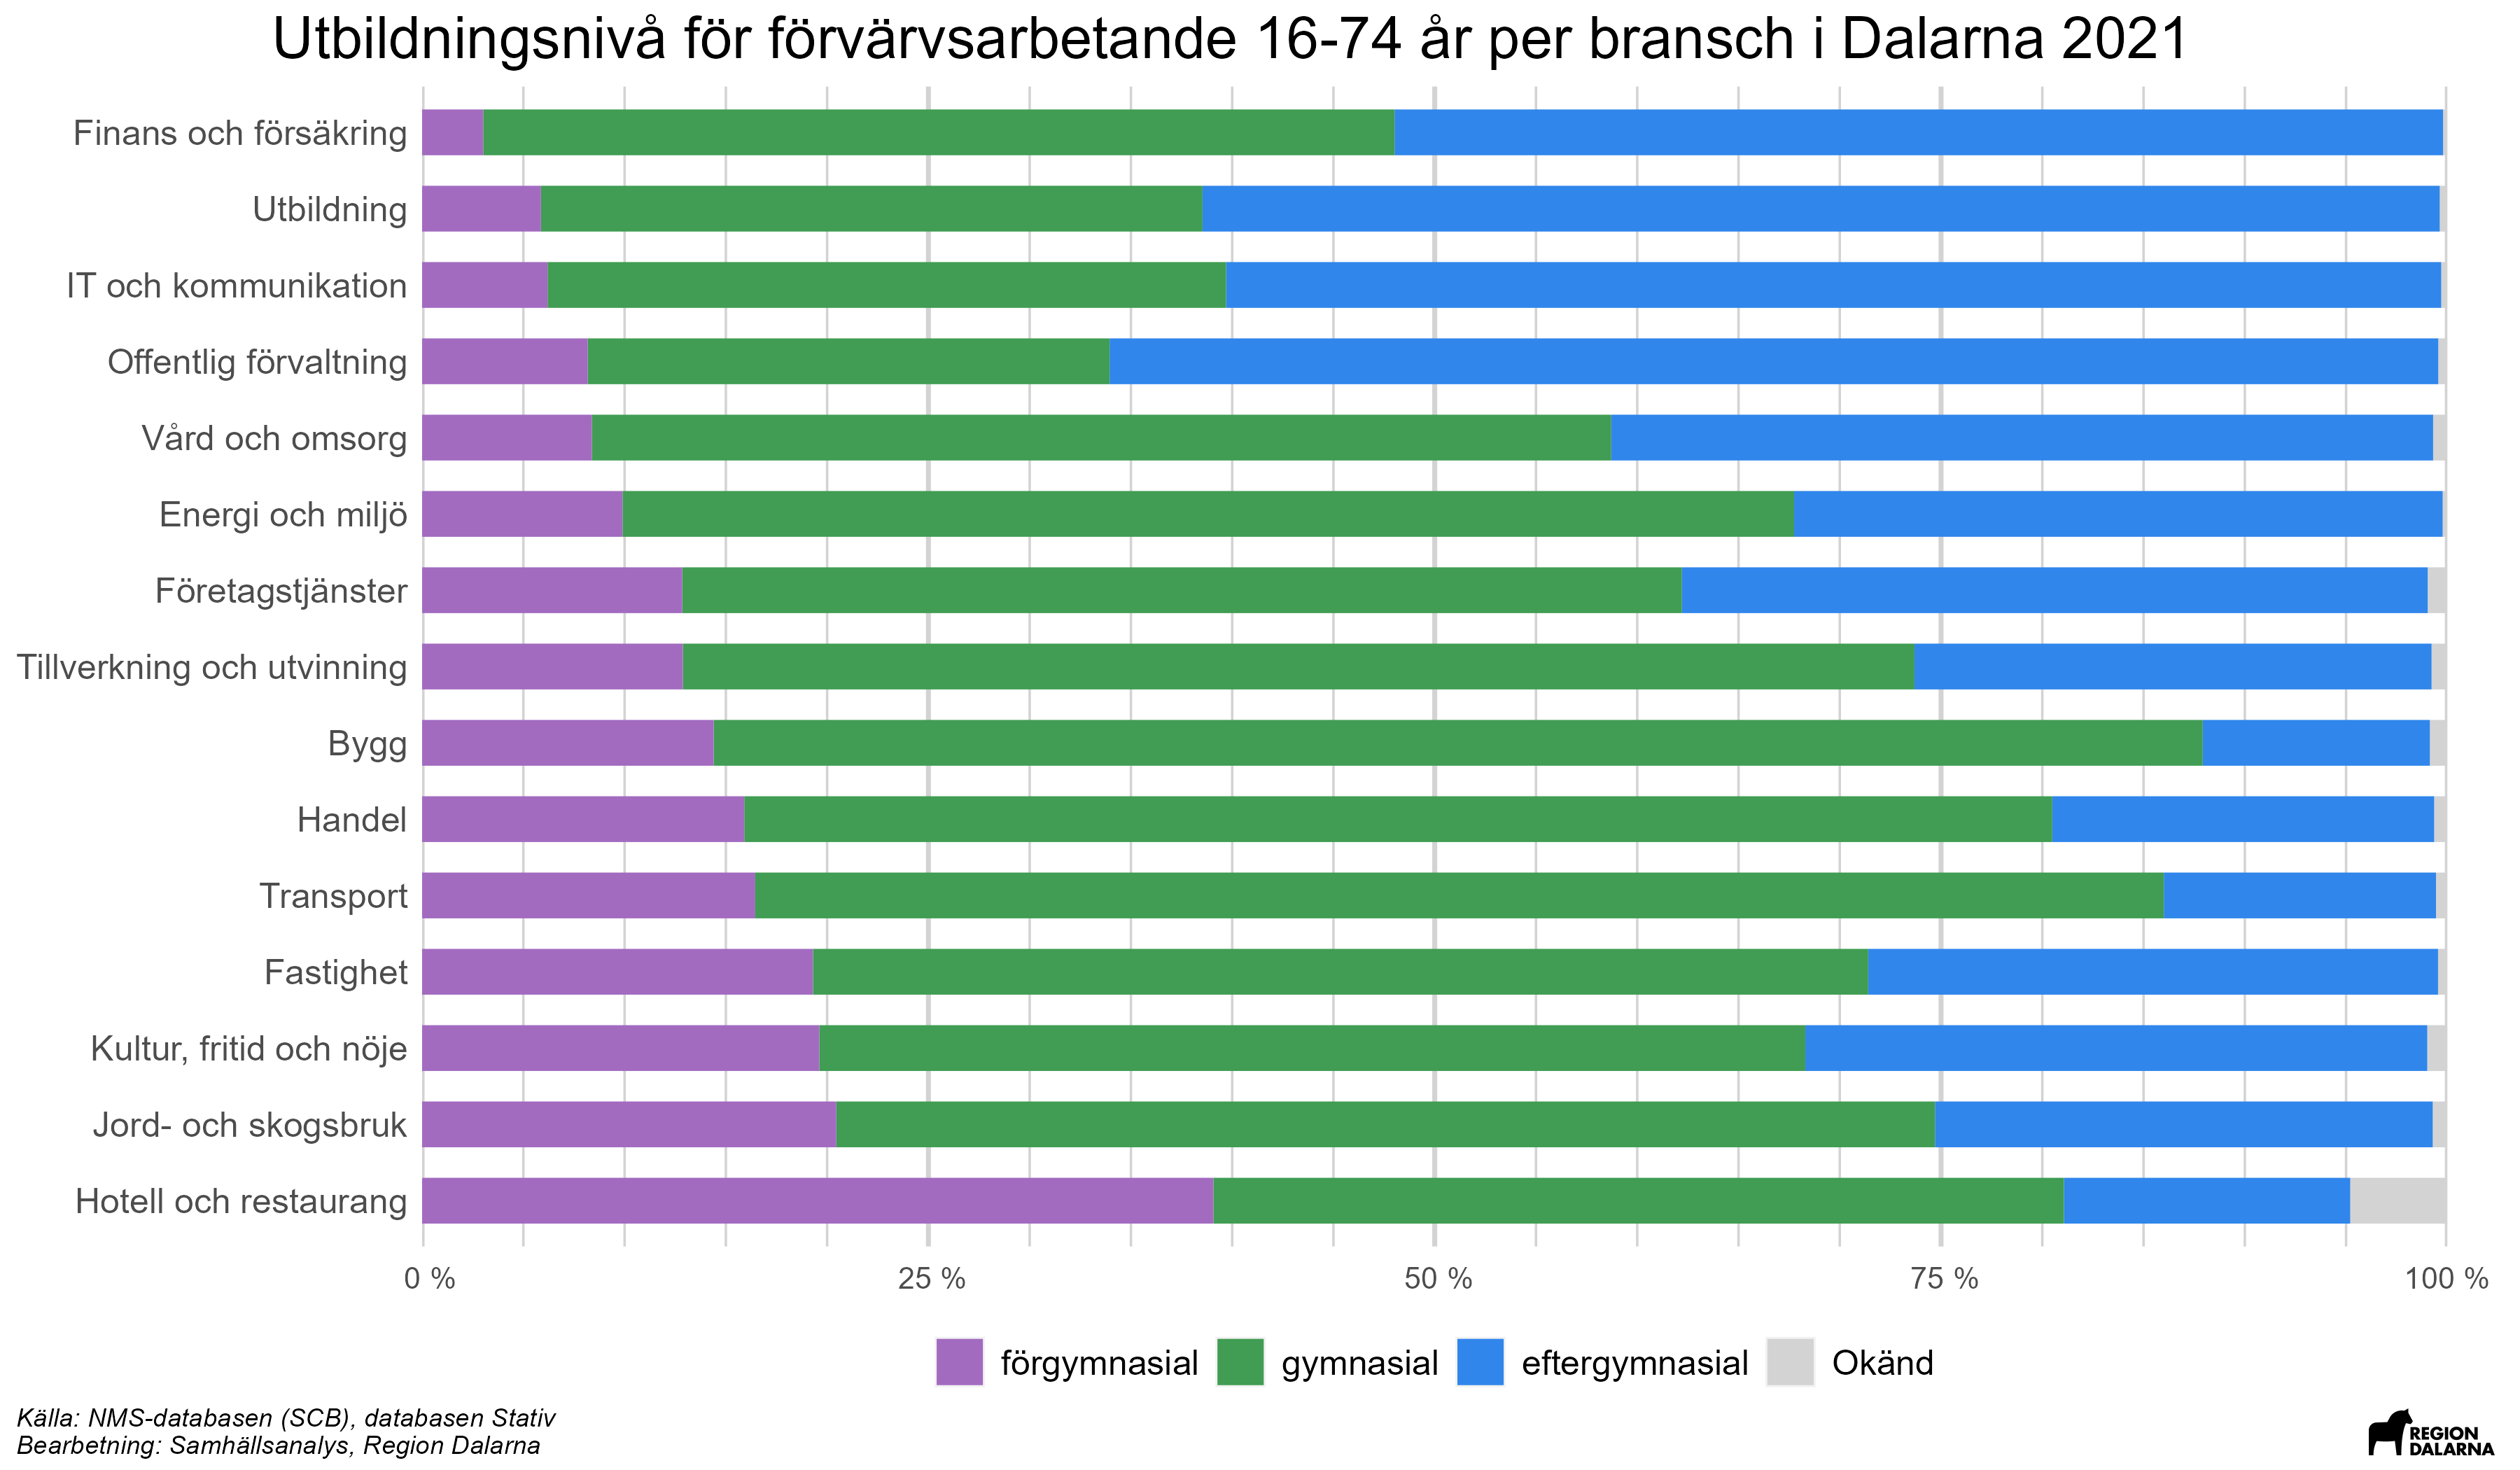 Utbildningsnivå för förvärvsarbetande 16-74 år per bransch i Dalarna 2021
Finans och försäkring
Utbildning
IT och kommunikation
Offentlig förvaltning
Vård och omsorg
Energi och miljö
Företagstjänster
Tillverkning och utvinning
Bygg
Handel
Transport
Fastighet
Kultur, fritid och nöje
Jord- och skogsbruk
Hotell och restaurang
0 % 25 % 50 % 75 % 100 %
förgymnasial gymnasial eftergymnasial Okänd
Källa: NMS-databasen (SCB), databasen Stativ
Bearbetning: Samhällsanalys, Region Dalarna
REGION
DALARNA